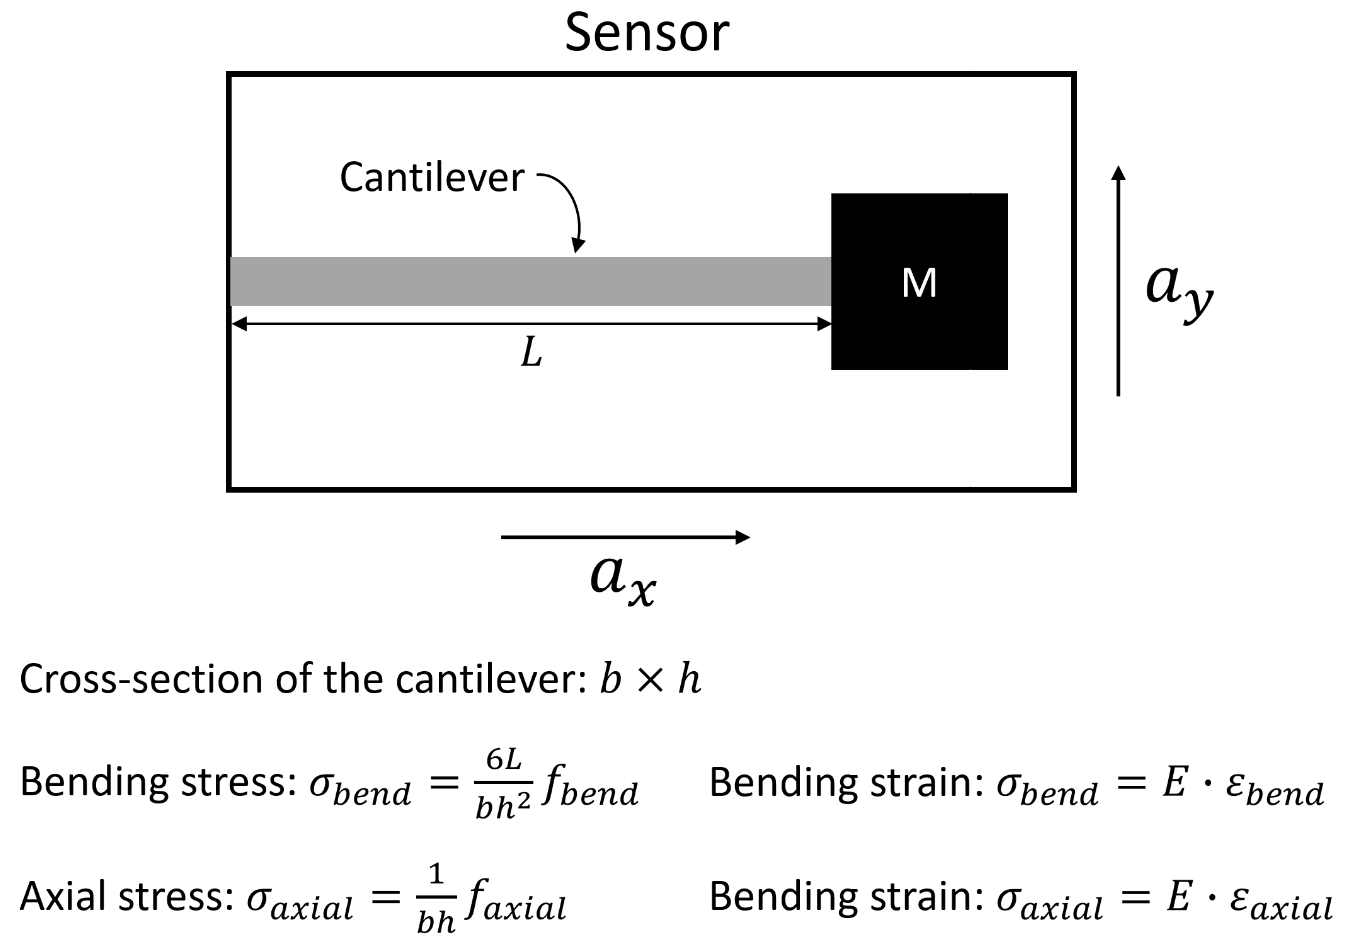 Sensor
Cantilever
M
a_y
L
a_x
Cross-section of the cantilever: b × h
Bending stress: σ_bend = 6L/bh² f_bend Bending strain: σ_bend = E · ε_bend
Axial stress: σ_axial = 1/bh f_axial Bending strain: σ_axial = E · ε_axial